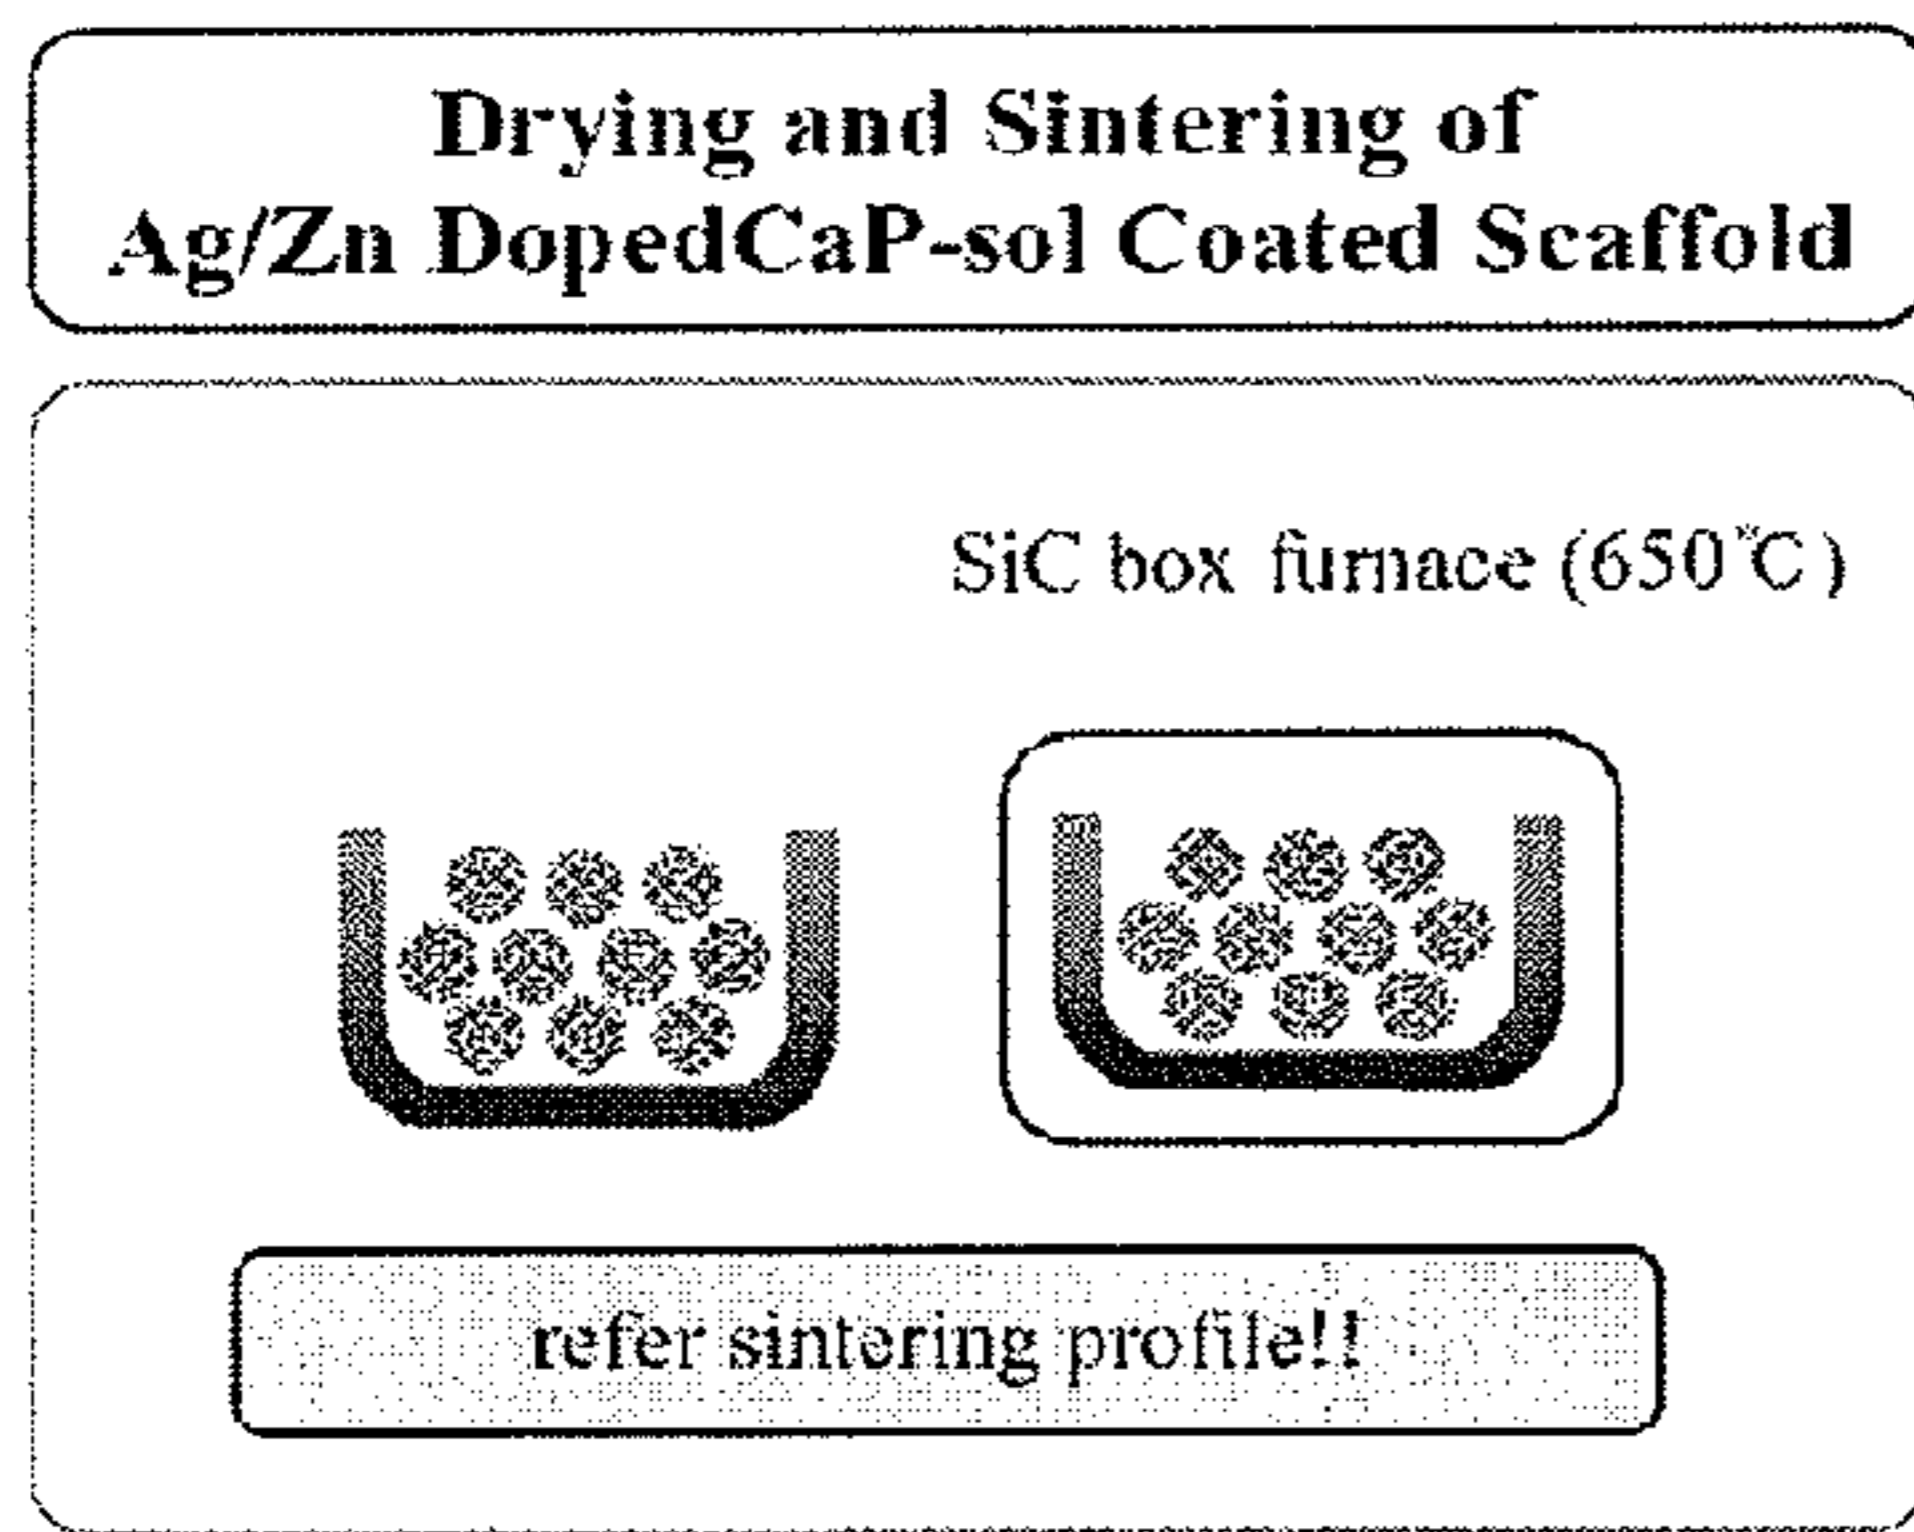 Drying and Sintering of
Ag/Zn DopedCaP-sol Coated Scaffold
SiC box furnace (650℃)
refer sintering profile!!